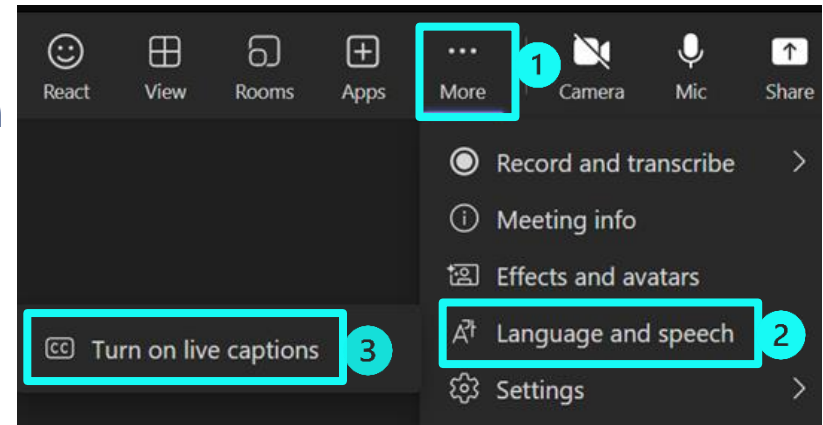 React View Rooms Apps More 1 Camera Mic Share
Record and transcribe
Meeting info
Effects and avatars
Language and speech 2
CC Turn on live captions 3
Settings